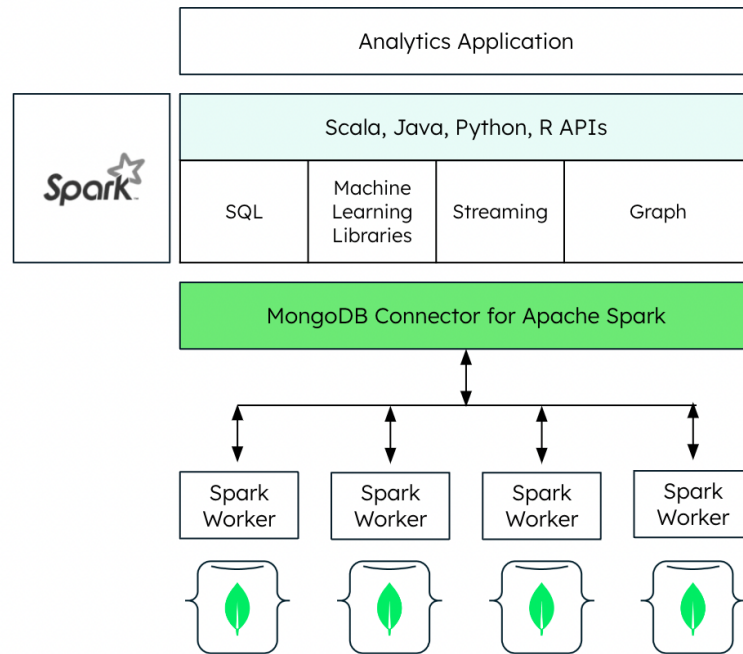 Analytics Application
Scala, Java, Python, R APIs
Spark™
SQL
Machine
Learning
Libraries
Streaming
Graph
MongoDB Connector for Apache Spark
Spark
Worker
Spark
Worker
Spark
Worker
Spark
Worker